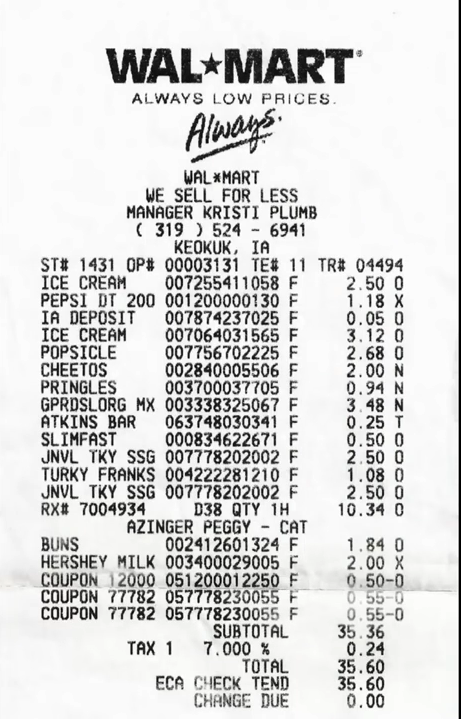 WAL★MART®
ALWAYS LOW PRICES.
Always.
WAL*MART
WE SELL FOR LESS
MANAGER KRISTI PLUMB
( 319 ) 524 - 6941
KEOKUK, IA
ST# 1431 OP# 00003131 TE# 11 TR# 04494
ICE CREAM 007255411058 F 2.50 O
PEPSI DT 20O 001200000130 F 1.18 X
IA DEPOSIT 007874237025 F 0.05 O
ICE CREAM 007064031565 F 3.12 O
POPSICLE 007756702225 F 2.68 O
CHEETOS 002840005506 F 2.00 N
PRINGLES 003700037705 F 0.94 N
GPRDSLORG MX 003338325067 F 3.48 N
ATKINS BAR 063748030341 F 0.25 T
SLIMFAST 000834622671 F 0.50 O
JNVL TKY SSG 007778202002 F 2.50 O
TURKY FRANKS 004222281210 F 1.08 O
JNVL TKY SSG 007778202002 F 2.50 O
RX# 7004934 D38 QTY 1H 10.34 O
AZINGER PEGGY - CAT
BUNS 002412601324 F 1.84 O
HERSHEY MILK 003400029005 F 2.00 X
COUPON 12000 051200012250 F 0.50-O
COUPON 77782 057778230055 F 0.55-O
COUPON 77782 057778230055 F 0.55-O
SUBTOTAL 35.36
TAX 1 7.000 % 0.24
TOTAL 35.60
ECA CHECK TEND 35.60
CHANGE DUE 0.00